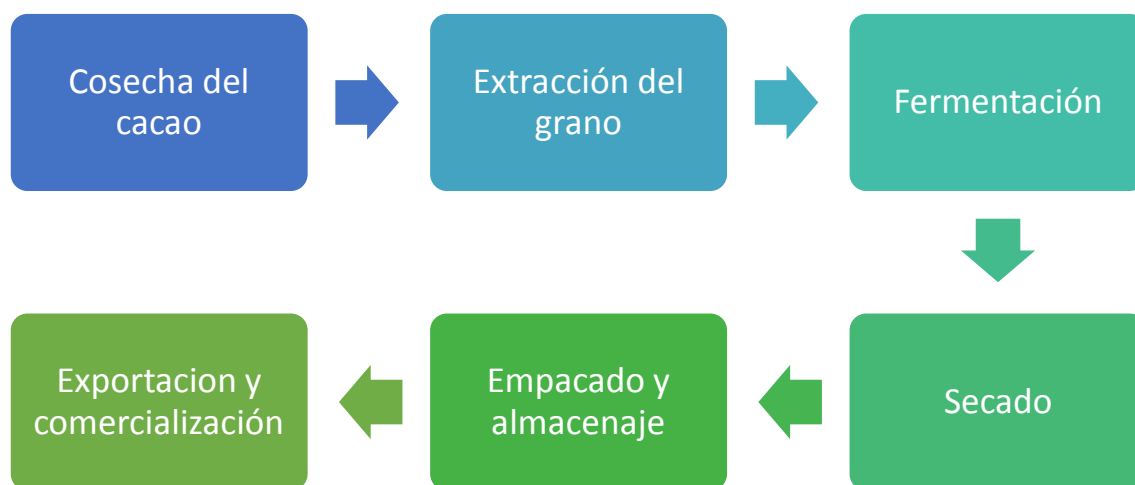 Cosecha del
cacao
Extracción del
grano
Fermentación
Secado
Empacado y
almacenaje
Exportacion y
comercialización